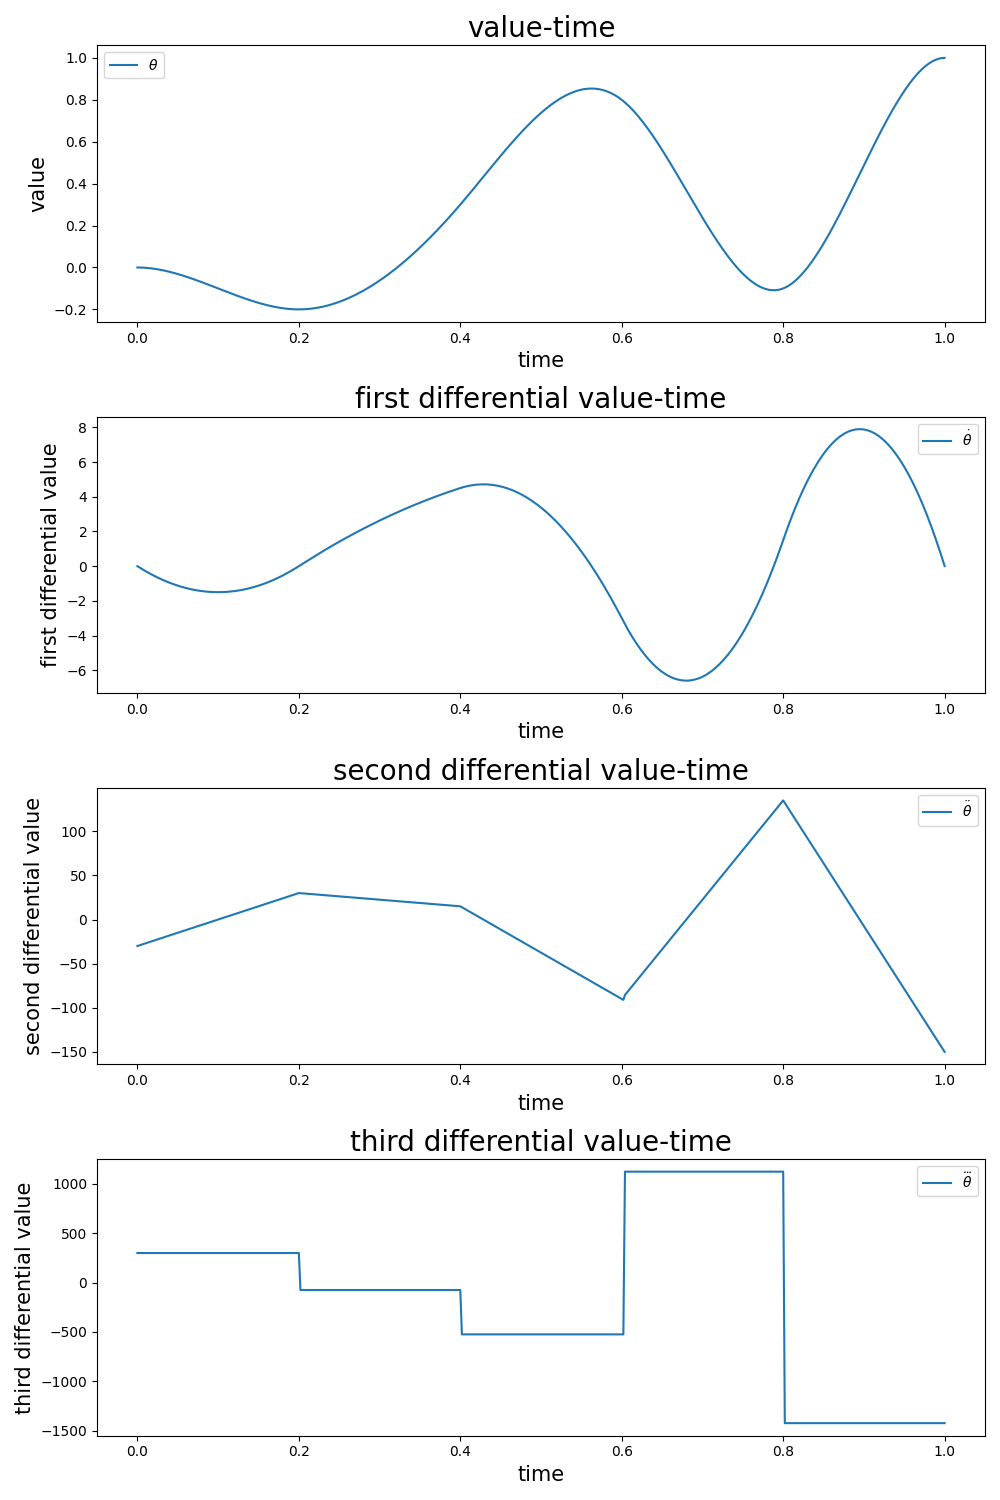 value-time
value
1.0
0.8
0.6
0.4
0.2
0.0
−0.2
θ
0.0 0.2 0.4 0.6 0.8 1.0
time
first differential value-time
first differential value
8
6
4
2
0
−2
−4
−6
θ̇
0.0 0.2 0.4 0.6 0.8 1.0
time
second differential value-time
second differential value
100
50
0
−50
−100
−150
θ̈
0.0 0.2 0.4 0.6 0.8 1.0
time
third differential value-time
third differential value
1000
500
0
−500
−1000
−1500
θ⃛
0.0 0.2 0.4 0.6 0.8 1.0
time